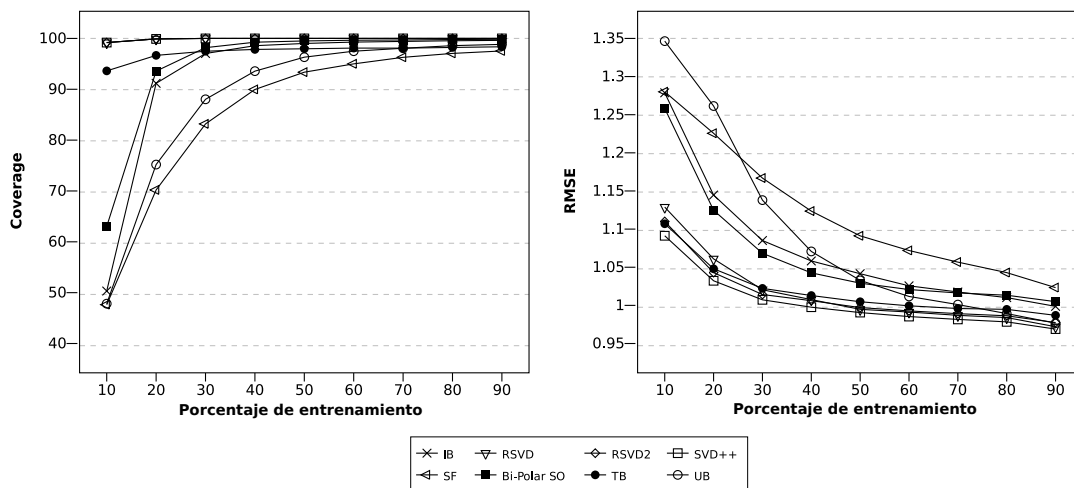 100
90
80
70
60
50
40
Coverage
10 20 30 40 50 60 70 80 90
Porcentaje de entrenamiento
1.35
1.3
1.25
1.2
1.15
1.1
1.05
1
0.95
RMSE
10 20 30 40 50 60 70 80 90
Porcentaje de entrenamiento
IB RSVD RSVD2 SVD++
SF Bi-Polar SO TB UB